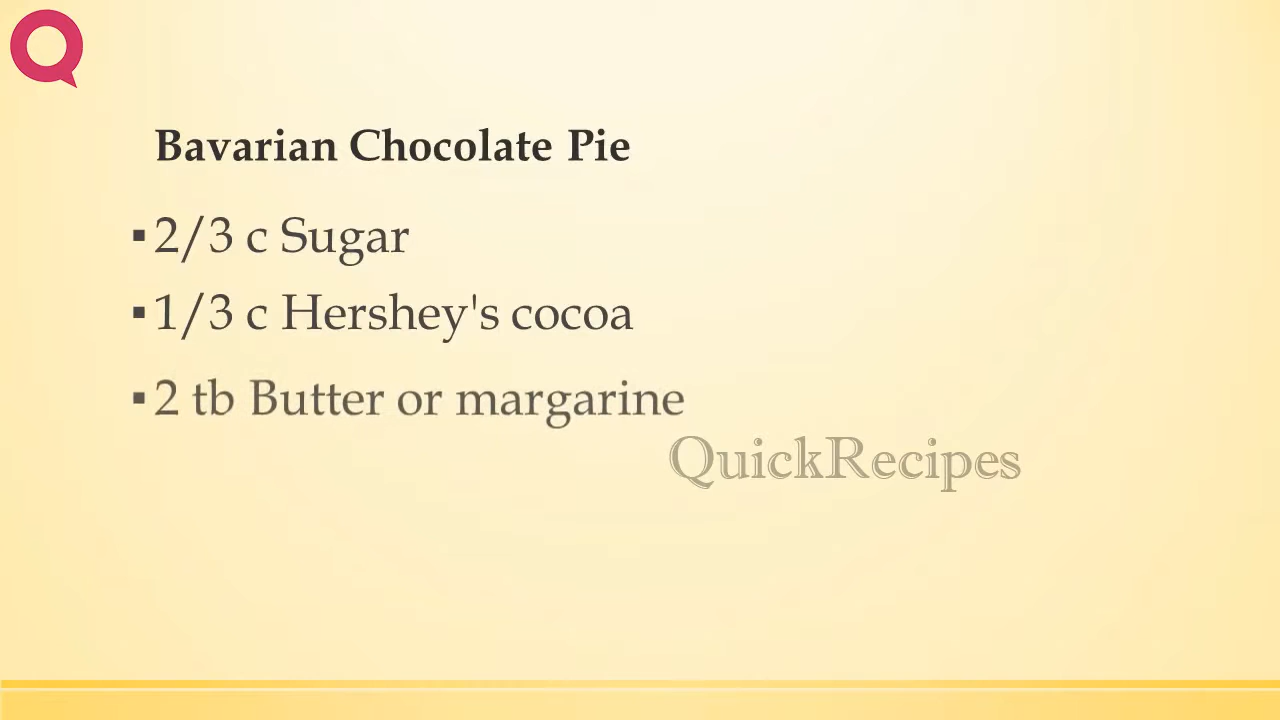 Bavarian Chocolate Pie
▪2/3 c Sugar
▪1/3 c Hershey's cocoa
▪2 tb Butter or margarine
QuickRecipes